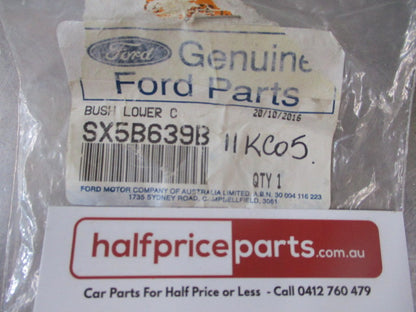 Ford Genuine
Ford Parts
BUSH LOWER C 20/10/2016
SX5B639B 11KC05.
QTY 1
FORD MOTOR COMPANY OF AUSTRALIA LIMITED. A.B.N. 30 004 116 223
1735 SYDNEY ROAD, CAMPBELLFIELD, 3061
halfpriceparts.com.au
Car Parts For Half Price or Less - Call 0412 760 479